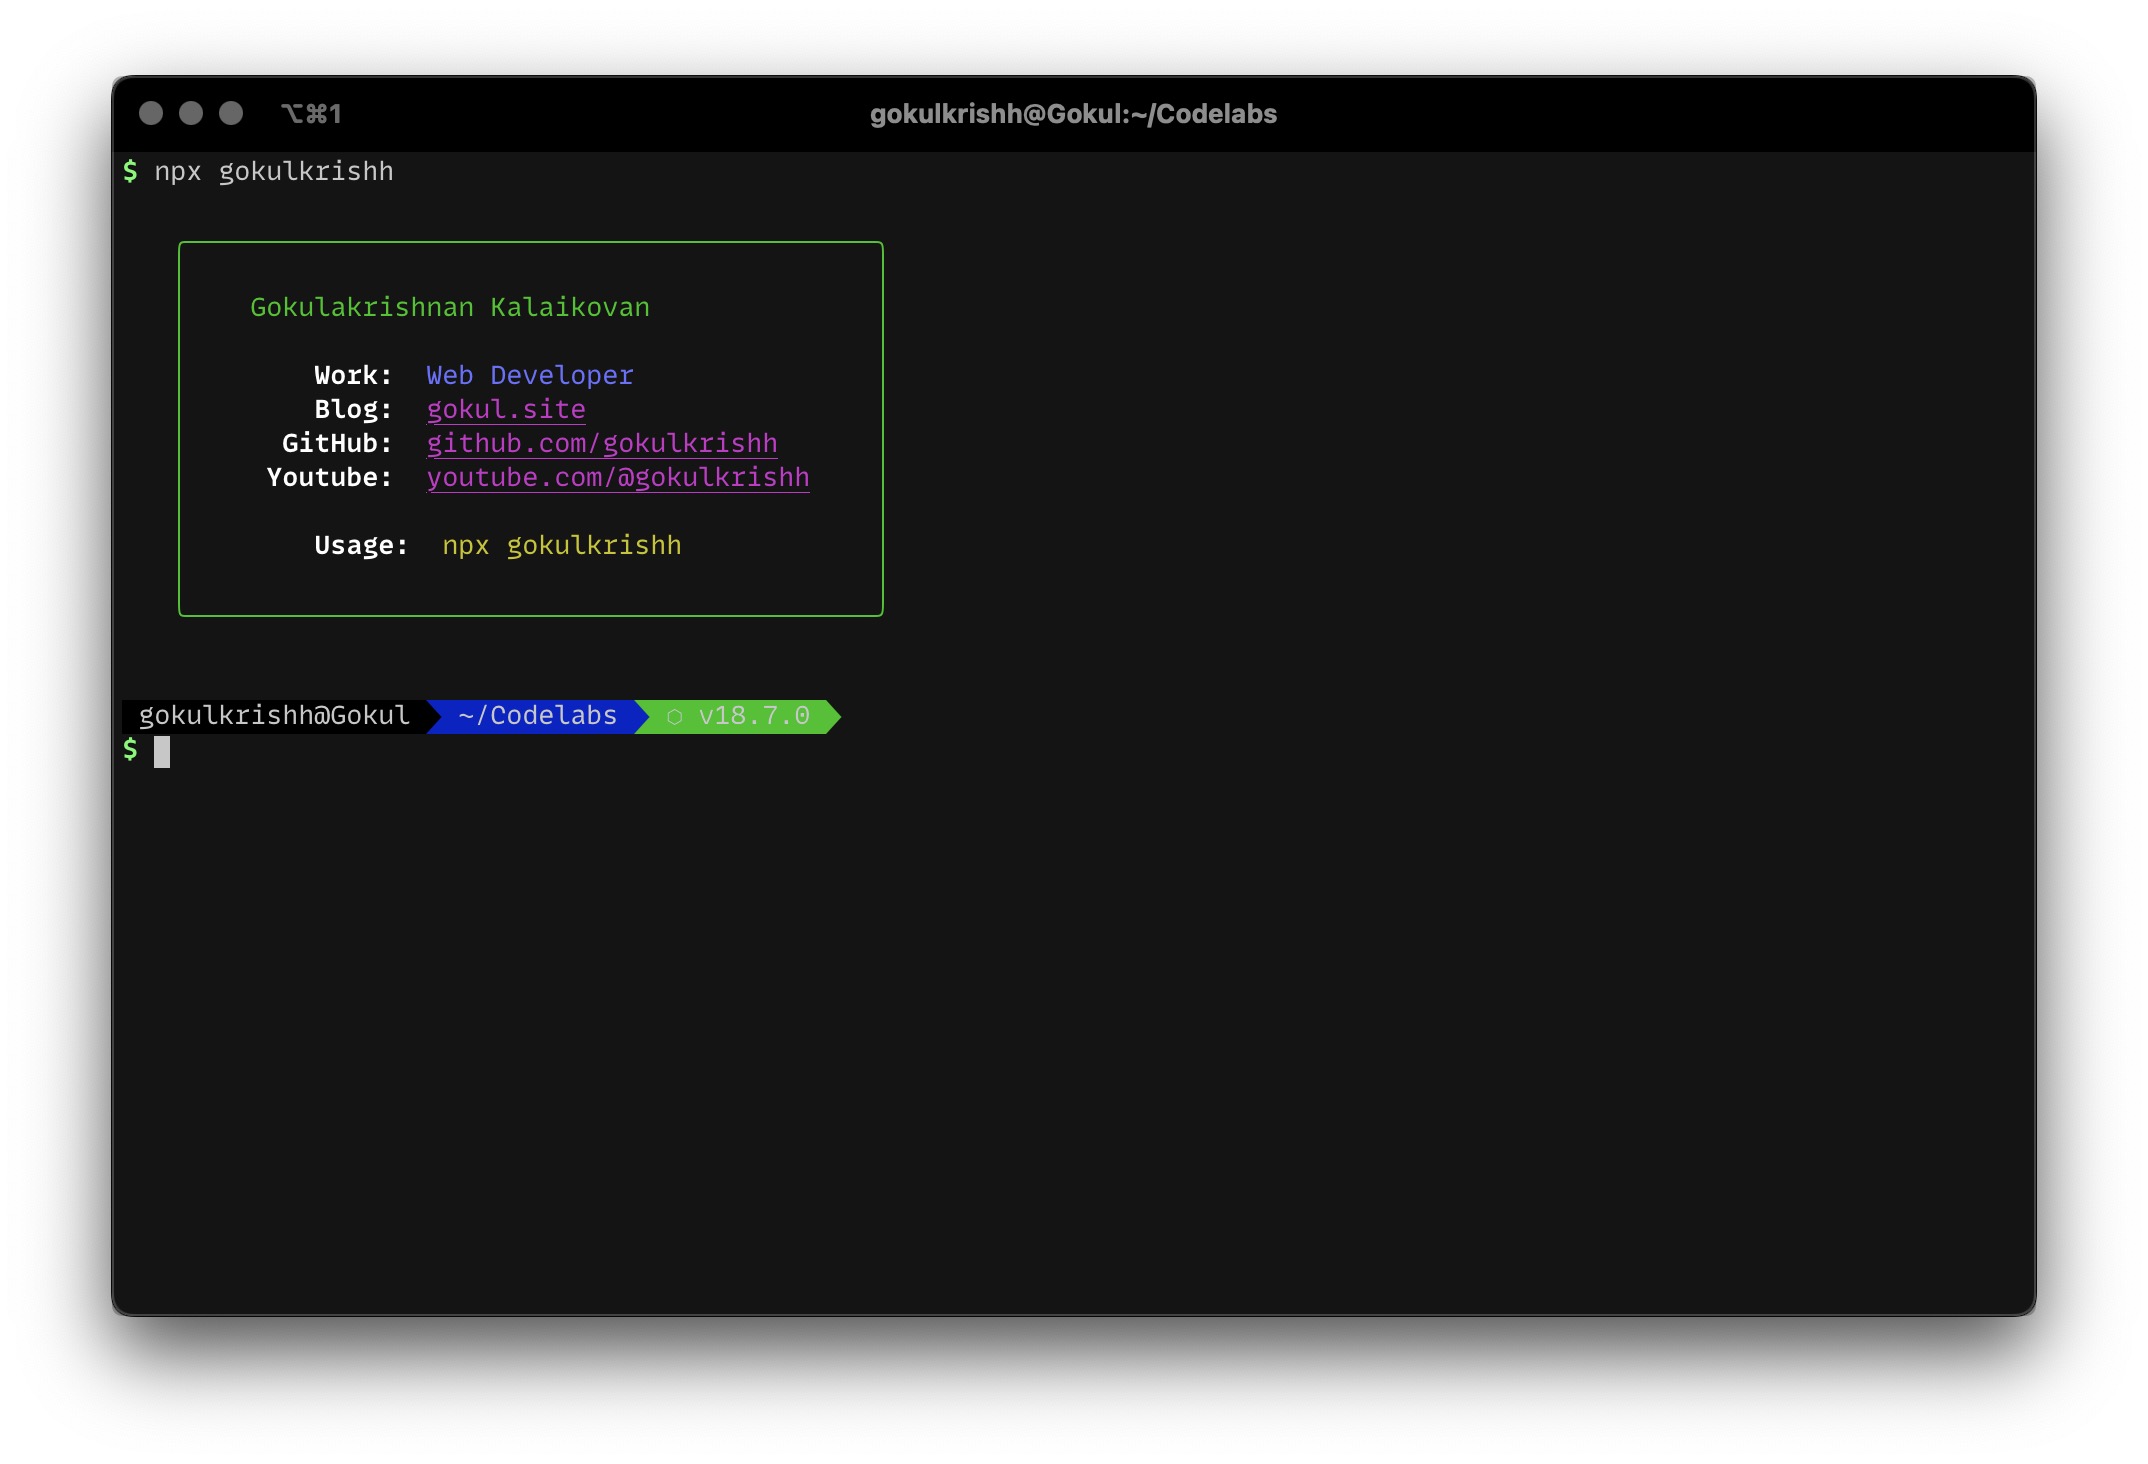 ⌥⌘1 gokulkrishh@Gokul:~/Codelabs
$ npx gokulkrishh
Gokulakrishnan Kalaikovan
Work: Web Developer
Blog: gokul.site
GitHub: github.com/gokulkrishh
Youtube: youtube.com/@gokulkrishh
Usage: npx gokulkrishh
gokulkrishh@Gokul ~/Codelabs ⬡ v18.7.0
$